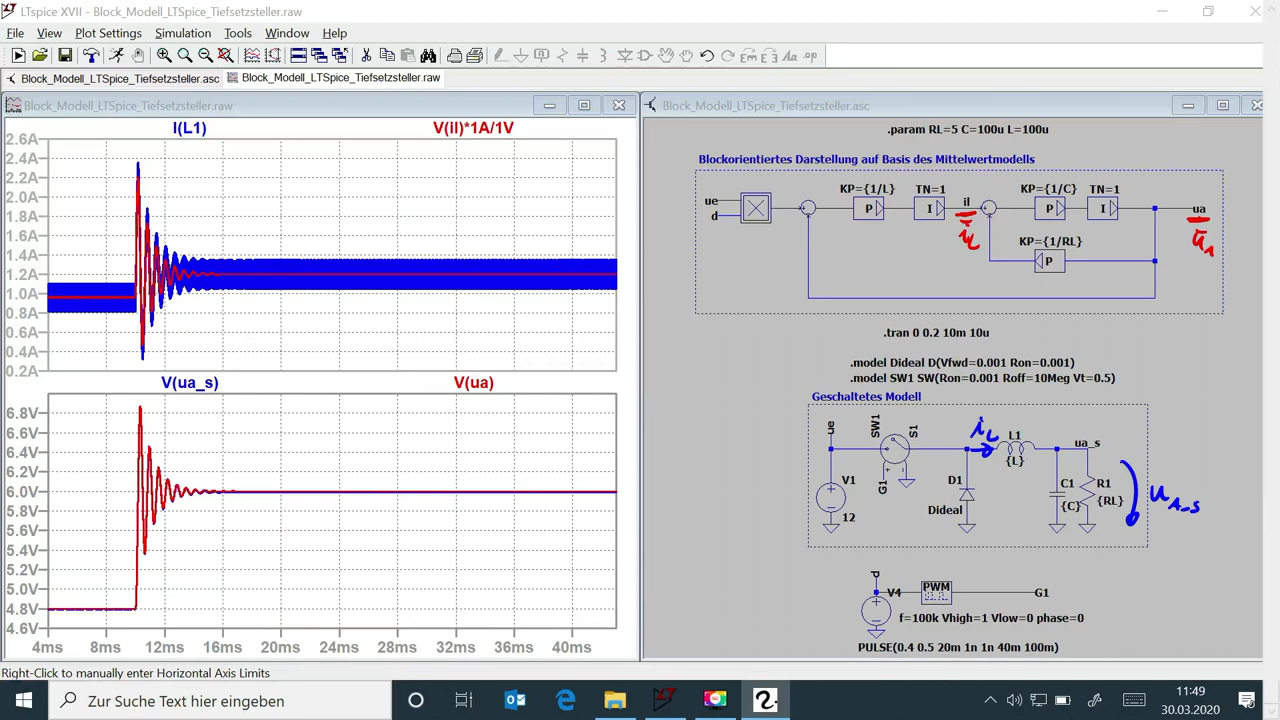 LTspice XVII - Block_Modell_LTSpice_Tiefsetzsteller.raw
File View Plot Settings Simulation Tools Window Help
Block_Modell_LTSpice_Tiefsetzsteller.asc Block_Modell_LTSpice_Tiefsetzsteller.raw
Block_Modell_LTSpice_Tiefsetzsteller.raw
I(L1) V(il)*1A/1V
2.6A
2.4A
2.2A
2.0A
1.8A
1.6A
1.4A
1.2A
1.0A
0.8A
0.6A
0.4A
0.2A
V(ua_s) V(ua)
6.8V
6.6V
6.4V
6.2V
6.0V
5.8V
5.6V
5.4V
5.2V
5.0V
4.8V
4.6V
4ms 8ms 12ms 16ms 20ms 24ms 28ms 32ms 36ms 40ms
Block_Modell_LTSpice_Tiefsetzsteller.asc
.param RL=5 C=100u L=100u
Blockorientiertes Darstellung auf Basis des Mittelwertmodells
KP={1/L} TN=1 KP={1/C} TN=1
ue
d
P I il P I ua
i̅L u̅A
KP={1/RL}
P
.tran 0 0.2 10m 10u
.model Dideal D(Vfwd=0.001 Ron=0.001)
.model SW1 SW(Ron=0.001 Roff=10Meg Vt=0.5)
Geschaltetes Modell
ue SW1 S1 iL L1 ua_s
{L}
G1 V1 D1 C1 R1
Dideal {C} {RL} uA_s
12
P
V4 PWM G1
f=100k Vhigh=1 Vlow=0 phase=0
PULSE(0.4 0.5 20m 1n 1n 40m 100m)
Right-Click to manually enter Horizontal Axis Limits
Zur Suche Text hier eingeben
11:49
30.03.2020